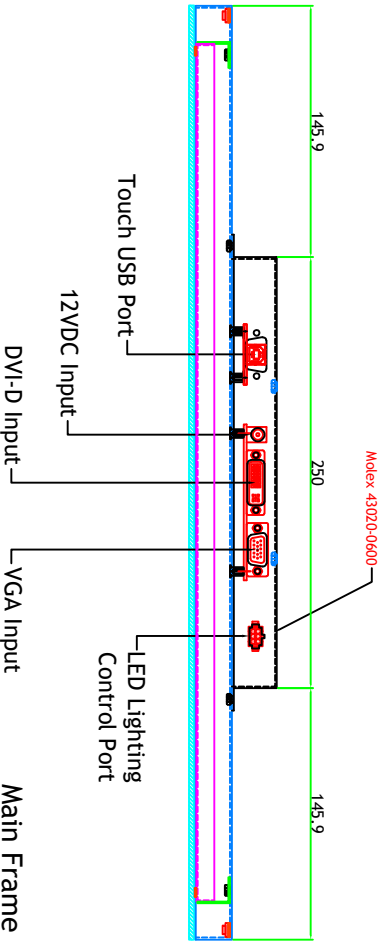 Molex 43020-0600
145.9
250
145.9
Touch USB Port
12VDC Input
DVI-D Input
VGA Input
LED Lighting
Control Port
Main Frame